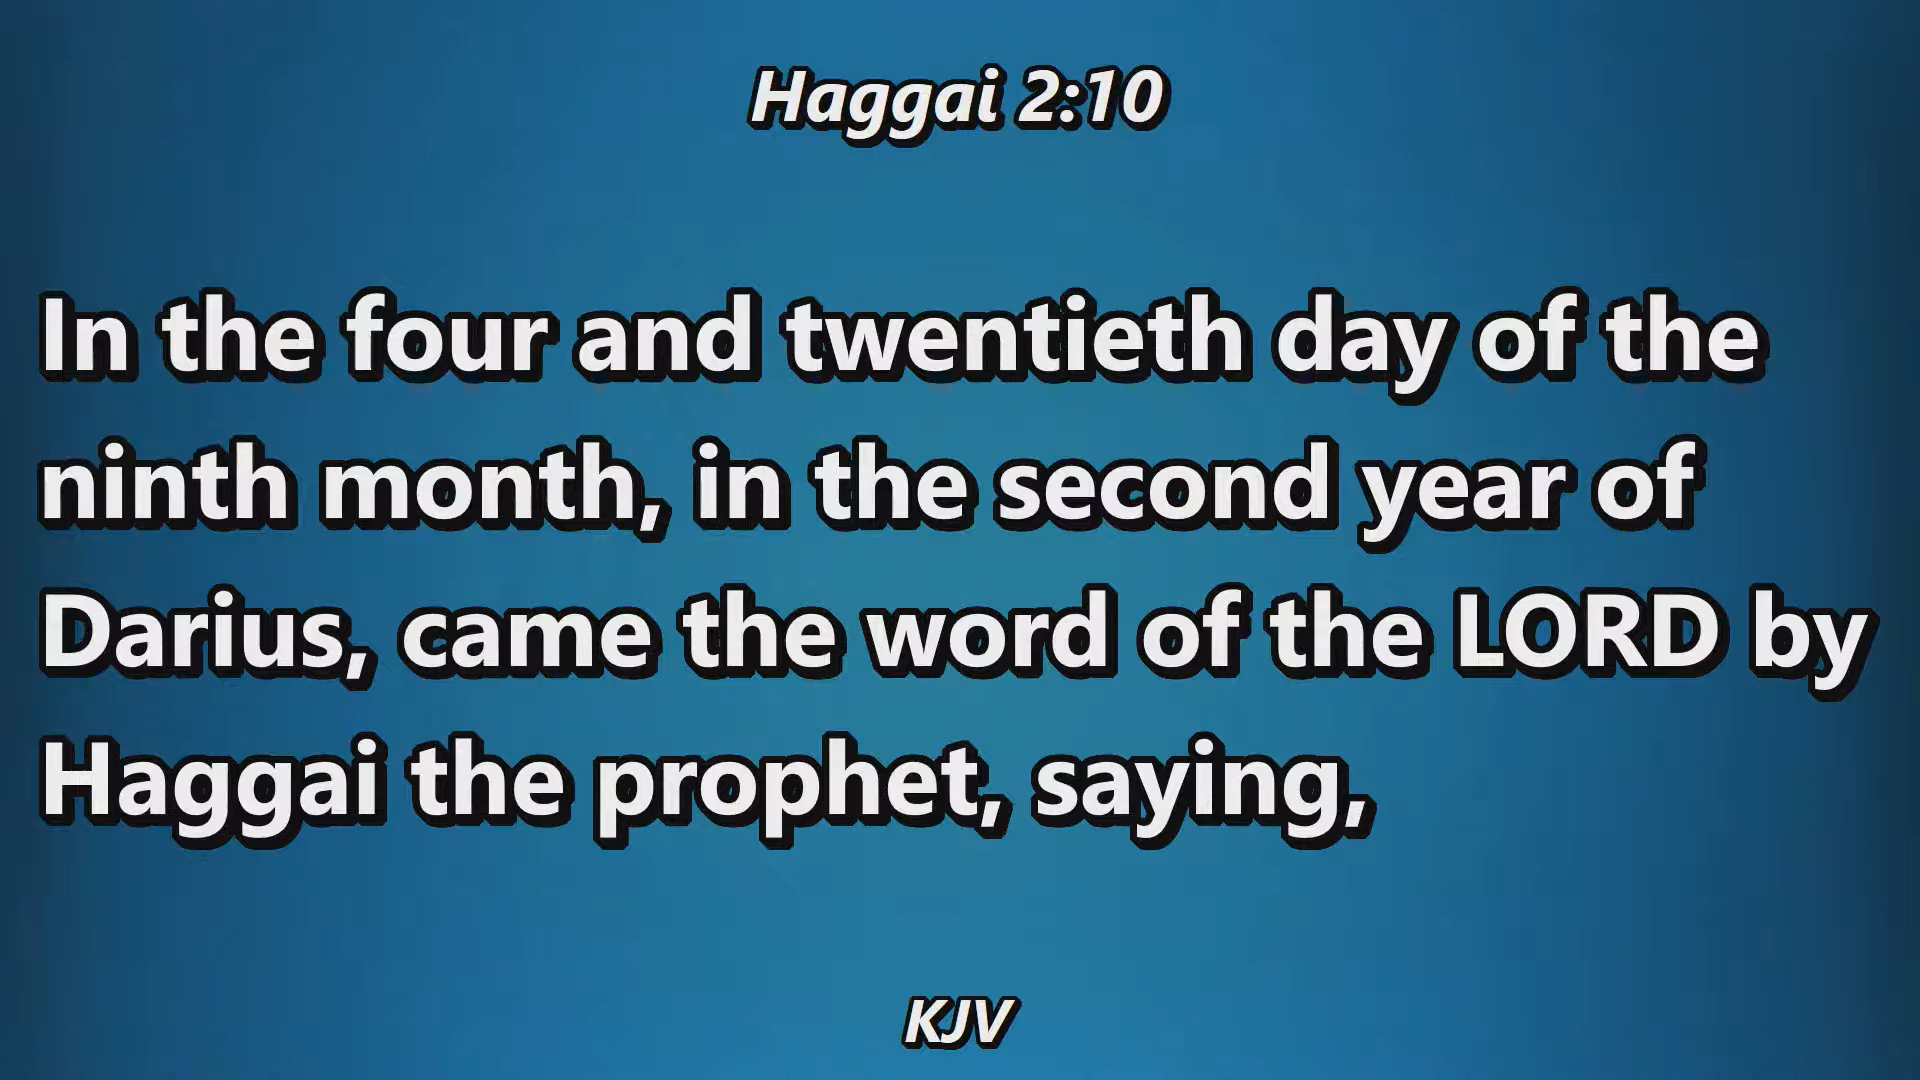 Haggai 2:10
In the four and twentieth day of the
ninth month, in the second year of
Darius, came the word of the LORD by
Haggai the prophet, saying,
KJV